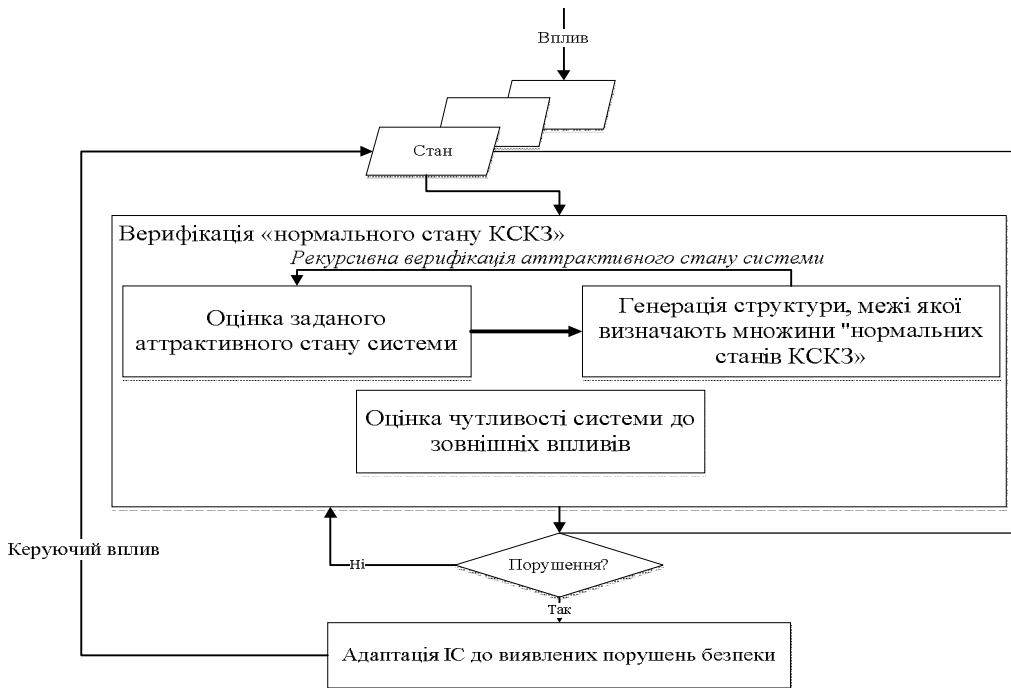 Вплив
Стан
Верифікація «нормального стану КСКЗ»
Рекурсивна верифікація аттрактивного стану системи
Оцінка заданого
аттрактивного стану системи
Генерація структури, межі якої
визначають множини "нормальних
станів КСКЗ»
Оцінка чутливості системи до
зовнішніх впливів
Керуючий вплив
Ні
Порушення?
Так
Адаптація ІС до виявлених порушень безпеки